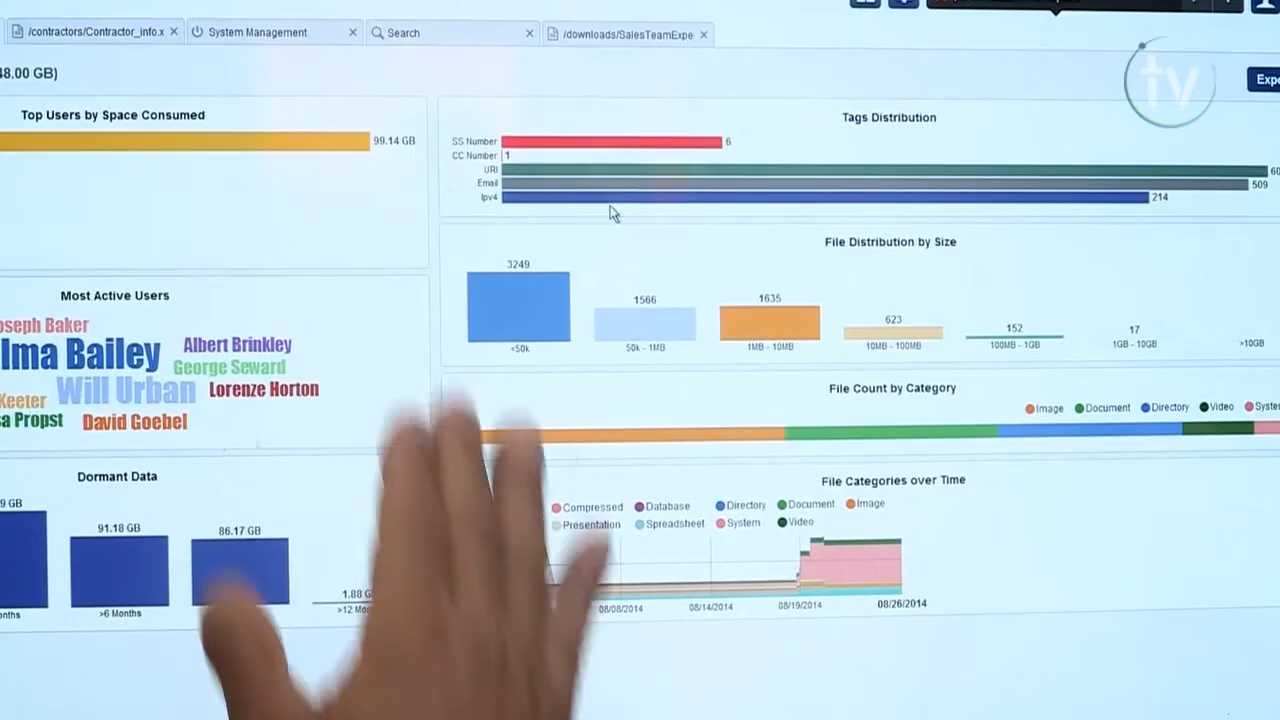 /contractors/Contractor_info.x
System Management
Search
/downloads/SalesTeamExpe
48.00 GB)
tv
Top Users by Space Consumed
99.14 GB
Tags Distribution
SS Number 6
CC Number 1
URI
Email 509
Ipv4 214
File Distribution by Size
3249 1566 1635 623 152 17
<50k 50k - 1MB 1MB - 10MB 10MB - 100MB 100MB - 1GB 1GB - 10GB >10GB
Most Active Users
oseph Baker
lma Bailey
Albert Brinkley
George Seward
Will Urban
Lorenze Horton
Keeter
sa Propst
David Goebel
File Count by Category
Image Document Directory Video Syste
Dormant Data
9 GB 91.18 GB 86.17 GB 1.88 G
onths >6 Months >12 Mo
File Categories over Time
Compressed Database Directory Document Image
Presentation Spreadsheet System Video
08/08/2014 08/14/2014 08/19/2014 08/26/2014